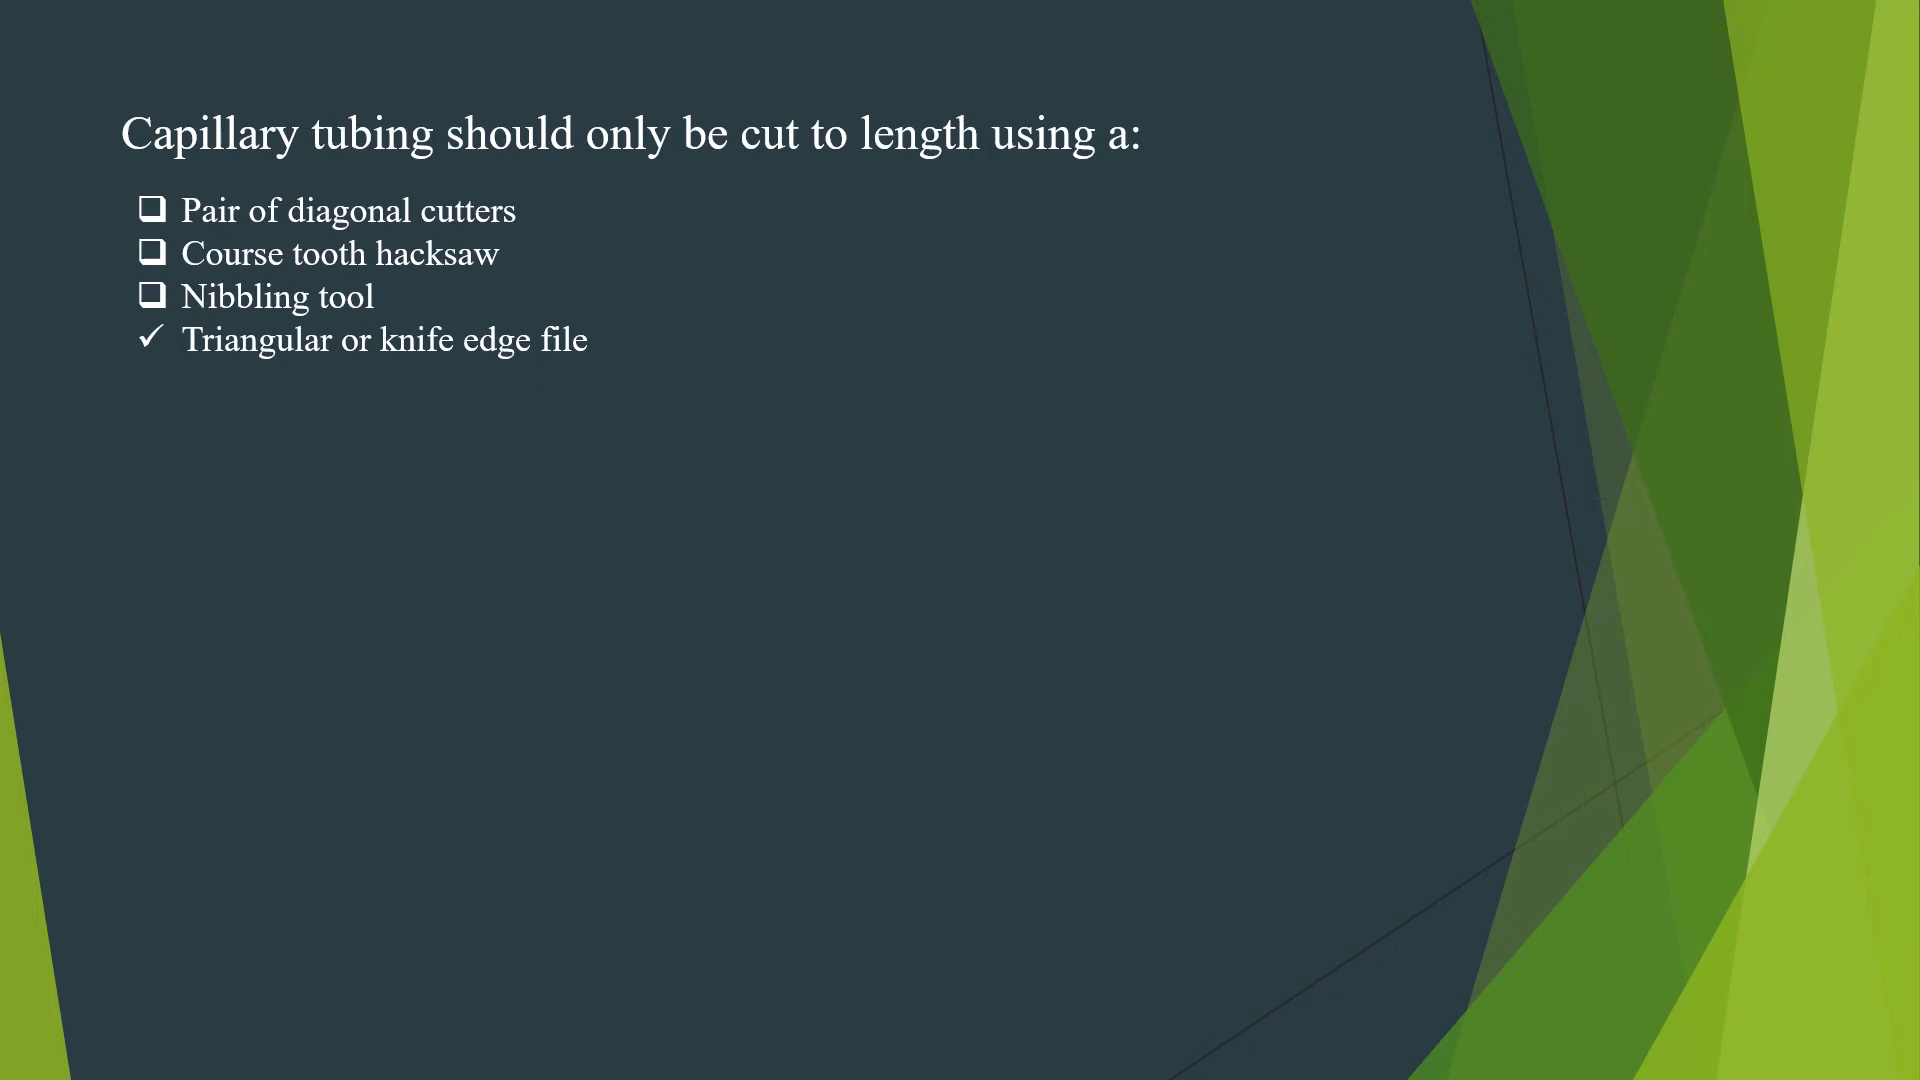 Capillary tubing should only be cut to length using a:
❑ Pair of diagonal cutters
❑ Course tooth hacksaw
❑ Nibbling tool
✓ Triangular or knife edge file